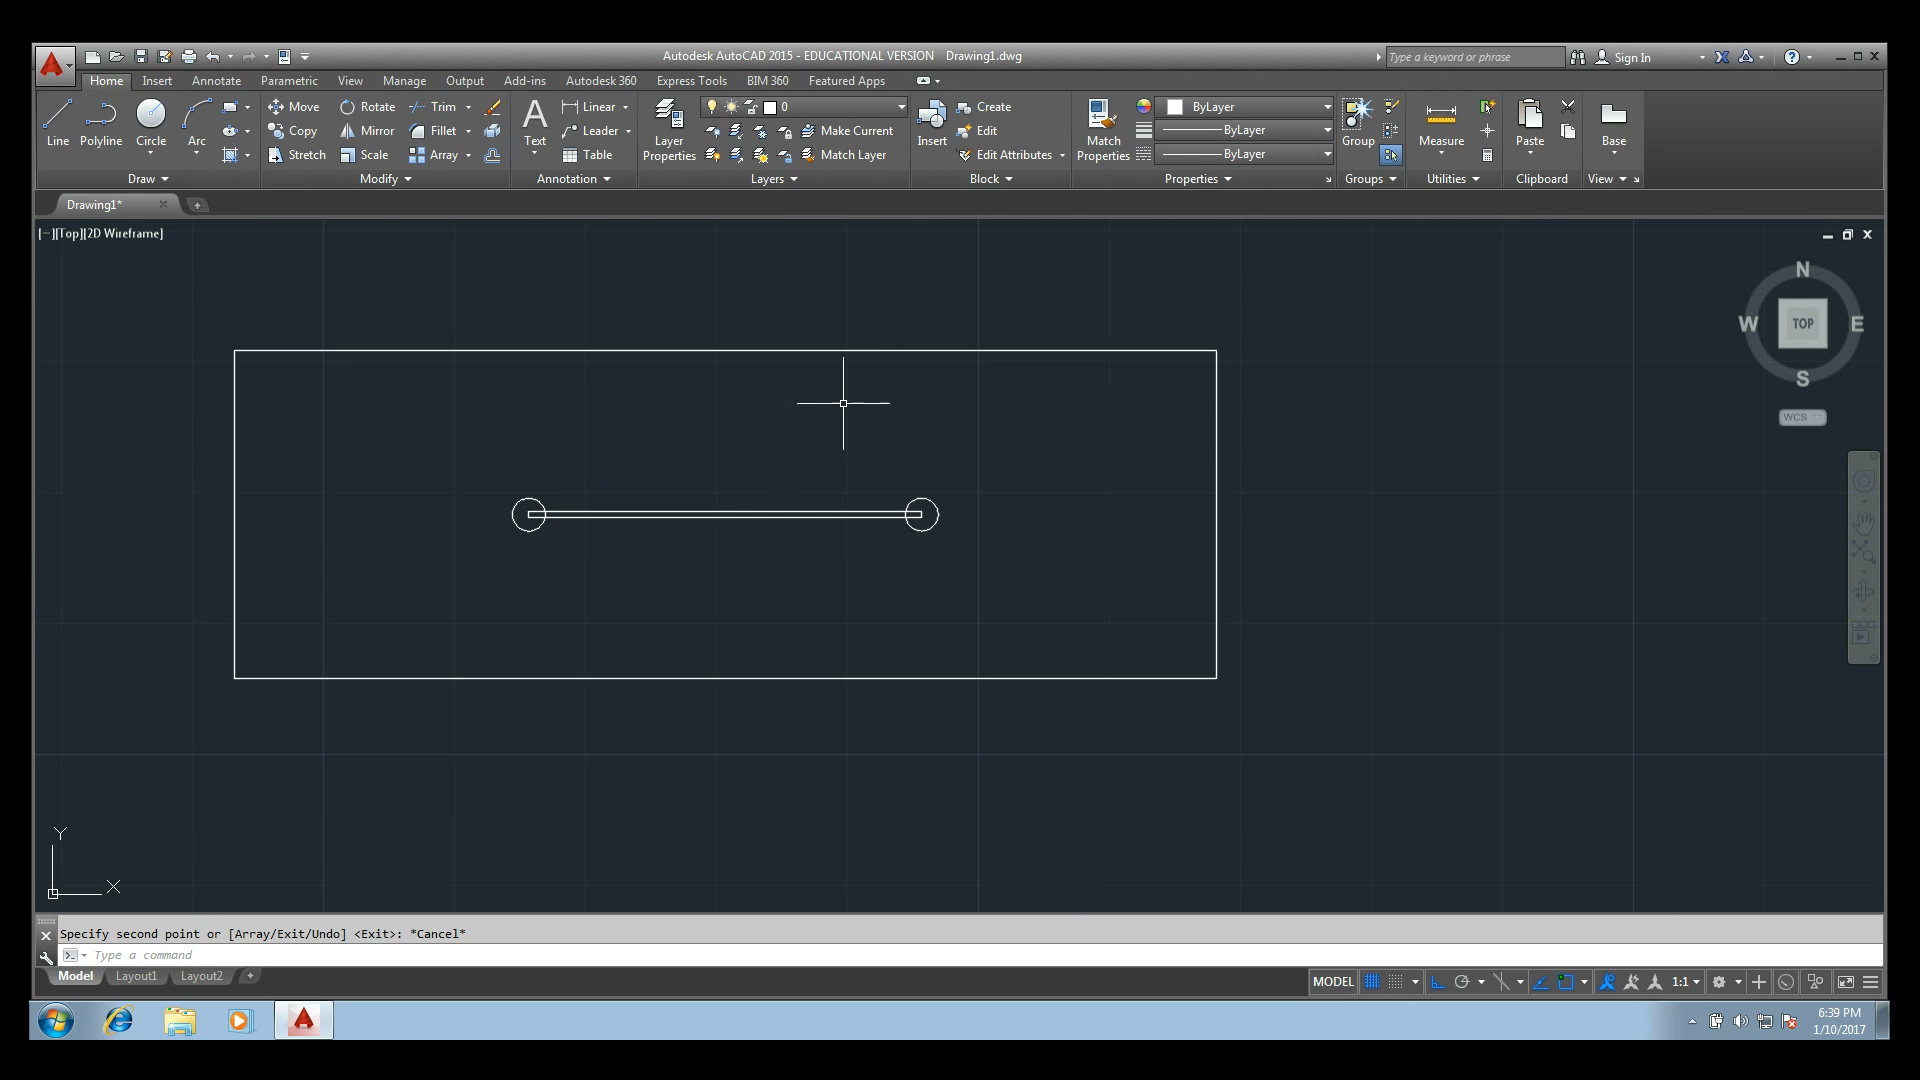 Autodesk AutoCAD 2015 - EDUCATIONAL VERSION Drawing1.dwg
Type a keyword or phrase
Sign In
Home Insert Annotate Parametric View Manage Output Add-ins Autodesk 360 Express Tools BIM 360 Featured Apps
Line Polyline Circle Arc
Draw
Move Rotate Trim
Copy Mirror Fillet
Stretch Scale Array
Modify
Text
Linear
Leader
Table
Annotation
Layer
Properties
0
Make Current
Match Layer
Layers
Insert
Create
Edit
Edit Attributes
Block
Match
Properties
ByLayer
ByLayer
ByLayer
Properties
Group
Groups
Measure
Utilities
Paste
Clipboard
Base
View
Drawing1*
[−][Top][2D Wireframe]
N
W TOP E
S
WCS
Y
X
Specify second point or [Array/Exit/Undo] <Exit>: *Cancel*
Type a command
Model Layout1 Layout2
MODEL
1:1
6:39 PM
1/10/2017